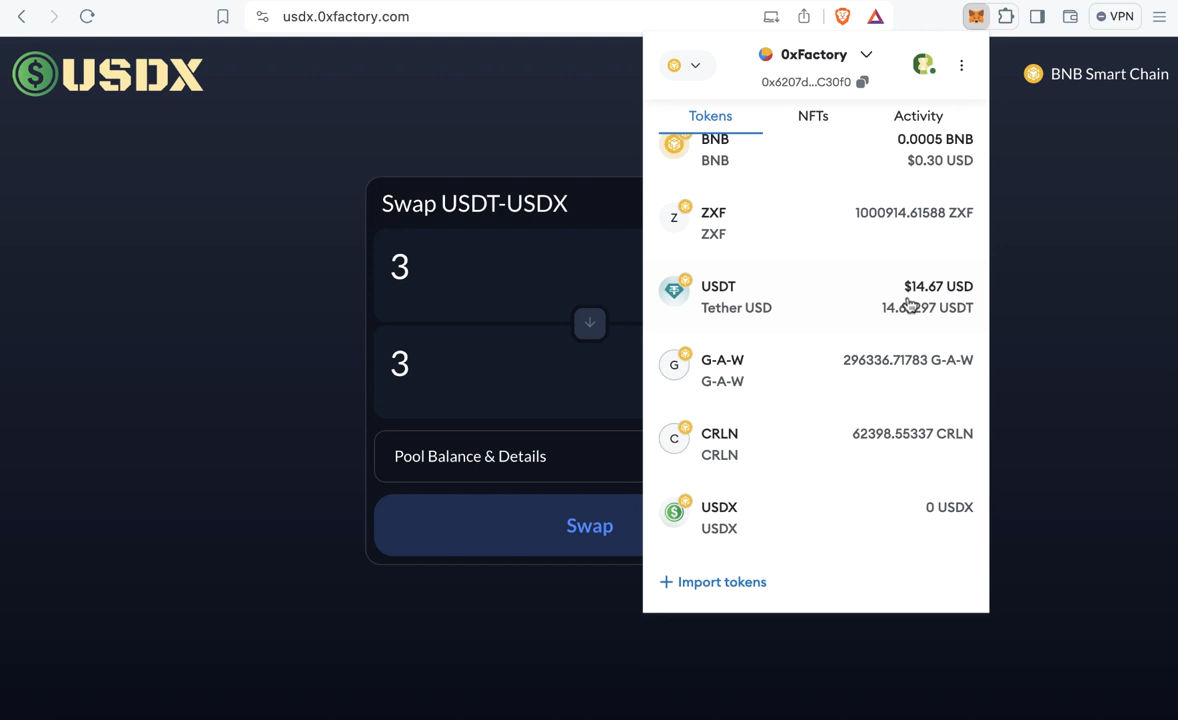 usdx.0xfactory.com
VPN
USDX
BNB Smart Chain
Swap USDT-USDX
3
3
Pool Balance & Details
Swap
0xFactory
0x6207d...C30f0
Tokens
NFTs
Activity
BNB
0.0005 BNB
BNB
$0.30 USD
Z
ZXF
1000914.61588 ZXF
ZXF
USDT
$14.67 USD
Tether USD
USDT
G
G-A-W
296336.71783 G-A-W
G-A-W
C
CRLN
62398.55337 CRLN
CRLN
USDX
0 USDX
USDX
+ Import tokens